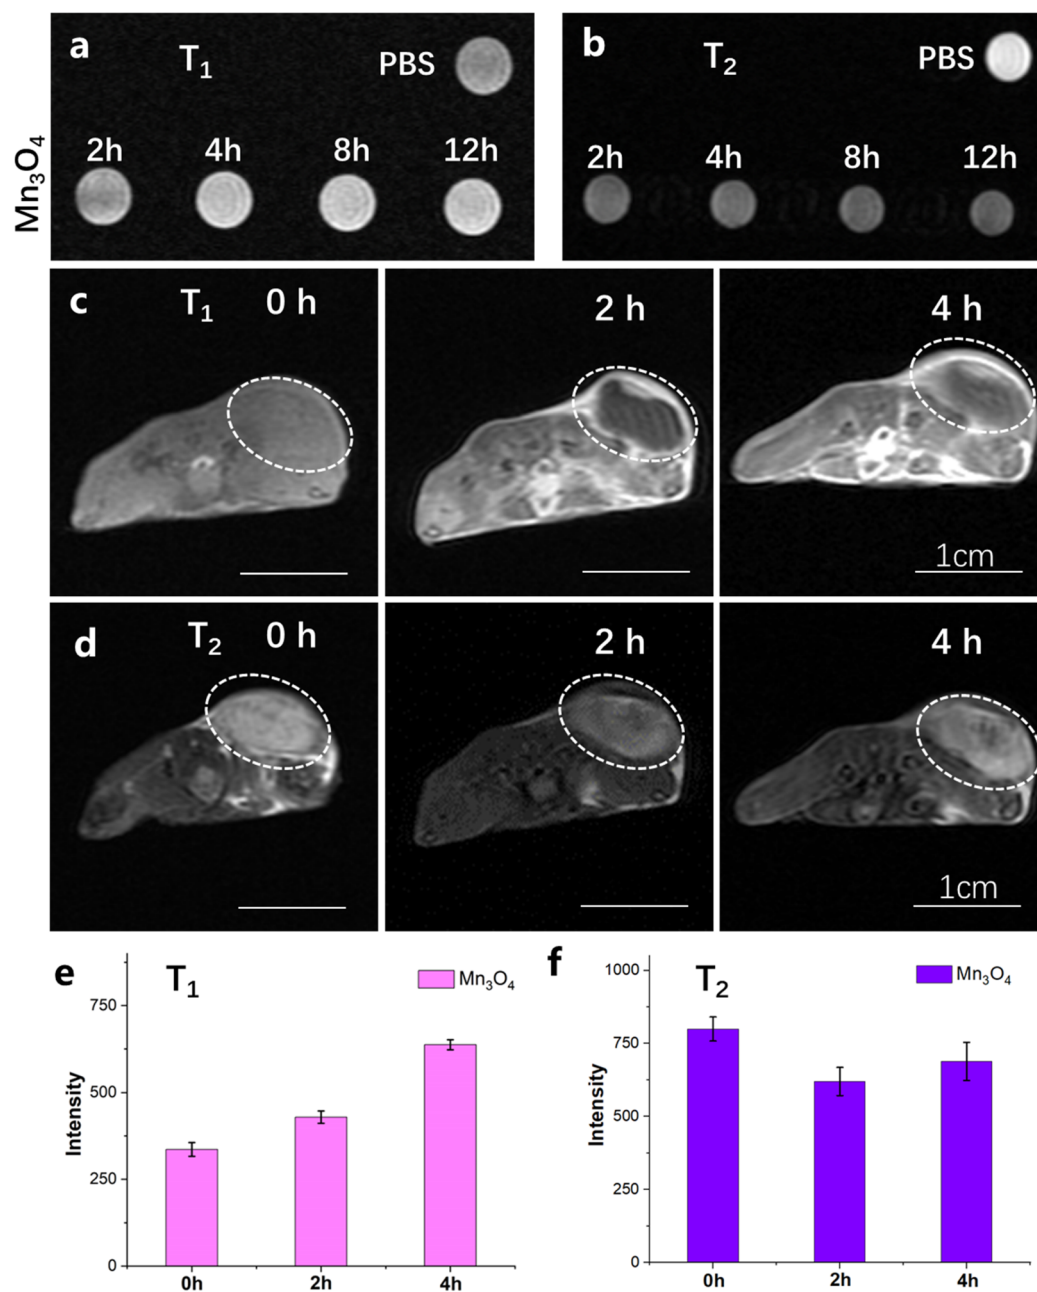 a T₁ PBS
2h 4h 8h 12h
Mn₃O₄
b T₂ PBS
2h 4h 8h 12h
c T₁ 0 h 2 h 4 h
1cm
d T₂ 0 h 2 h 4 h
1cm
e T₁ Mn₃O₄
750
500
250
0
Intensity
0h 2h 4h
f T₂ Mn₃O₄
1000
750
500
250
0
Intensity
0h 2h 4h